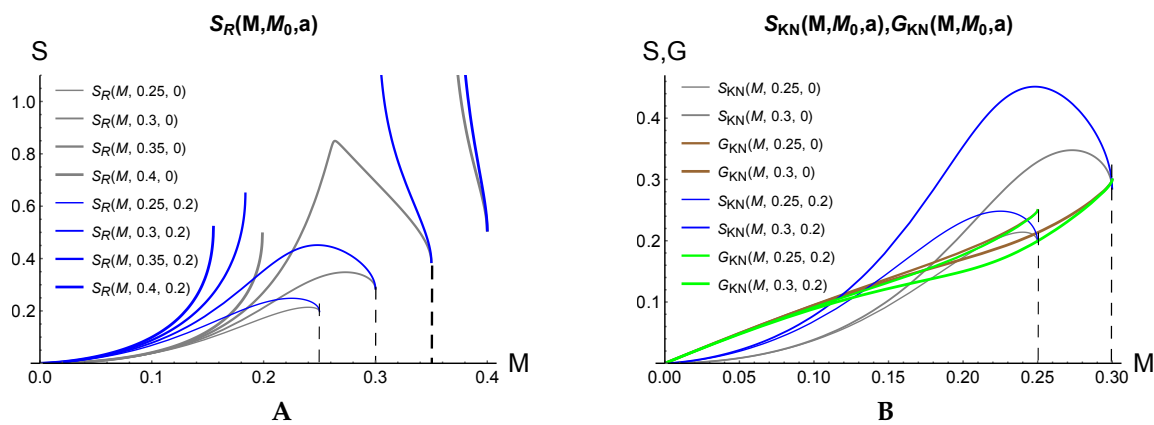 S_R(M,M_0,a)
S
S_R(M, 0.25, 0)
S_R(M, 0.3, 0)
S_R(M, 0.35, 0)
S_R(M, 0.4, 0)
S_R(M, 0.25, 0.2)
S_R(M, 0.3, 0.2)
S_R(M, 0.35, 0.2)
S_R(M, 0.4, 0.2)
1.0
0.8
0.6
0.4
0.2
0.0 0.1 0.2 0.3 0.4 M
A
S_KN(M,M_0,a),G_KN(M,M_0,a)
S,G
S_KN(M, 0.25, 0)
S_KN(M, 0.3, 0)
G_KN(M, 0.25, 0)
G_KN(M, 0.3, 0)
S_KN(M, 0.25, 0.2)
S_KN(M, 0.3, 0.2)
G_KN(M, 0.25, 0.2)
G_KN(M, 0.3, 0.2)
0.4
0.3
0.2
0.1
0.00 0.05 0.10 0.15 0.20 0.25 0.30 M
B